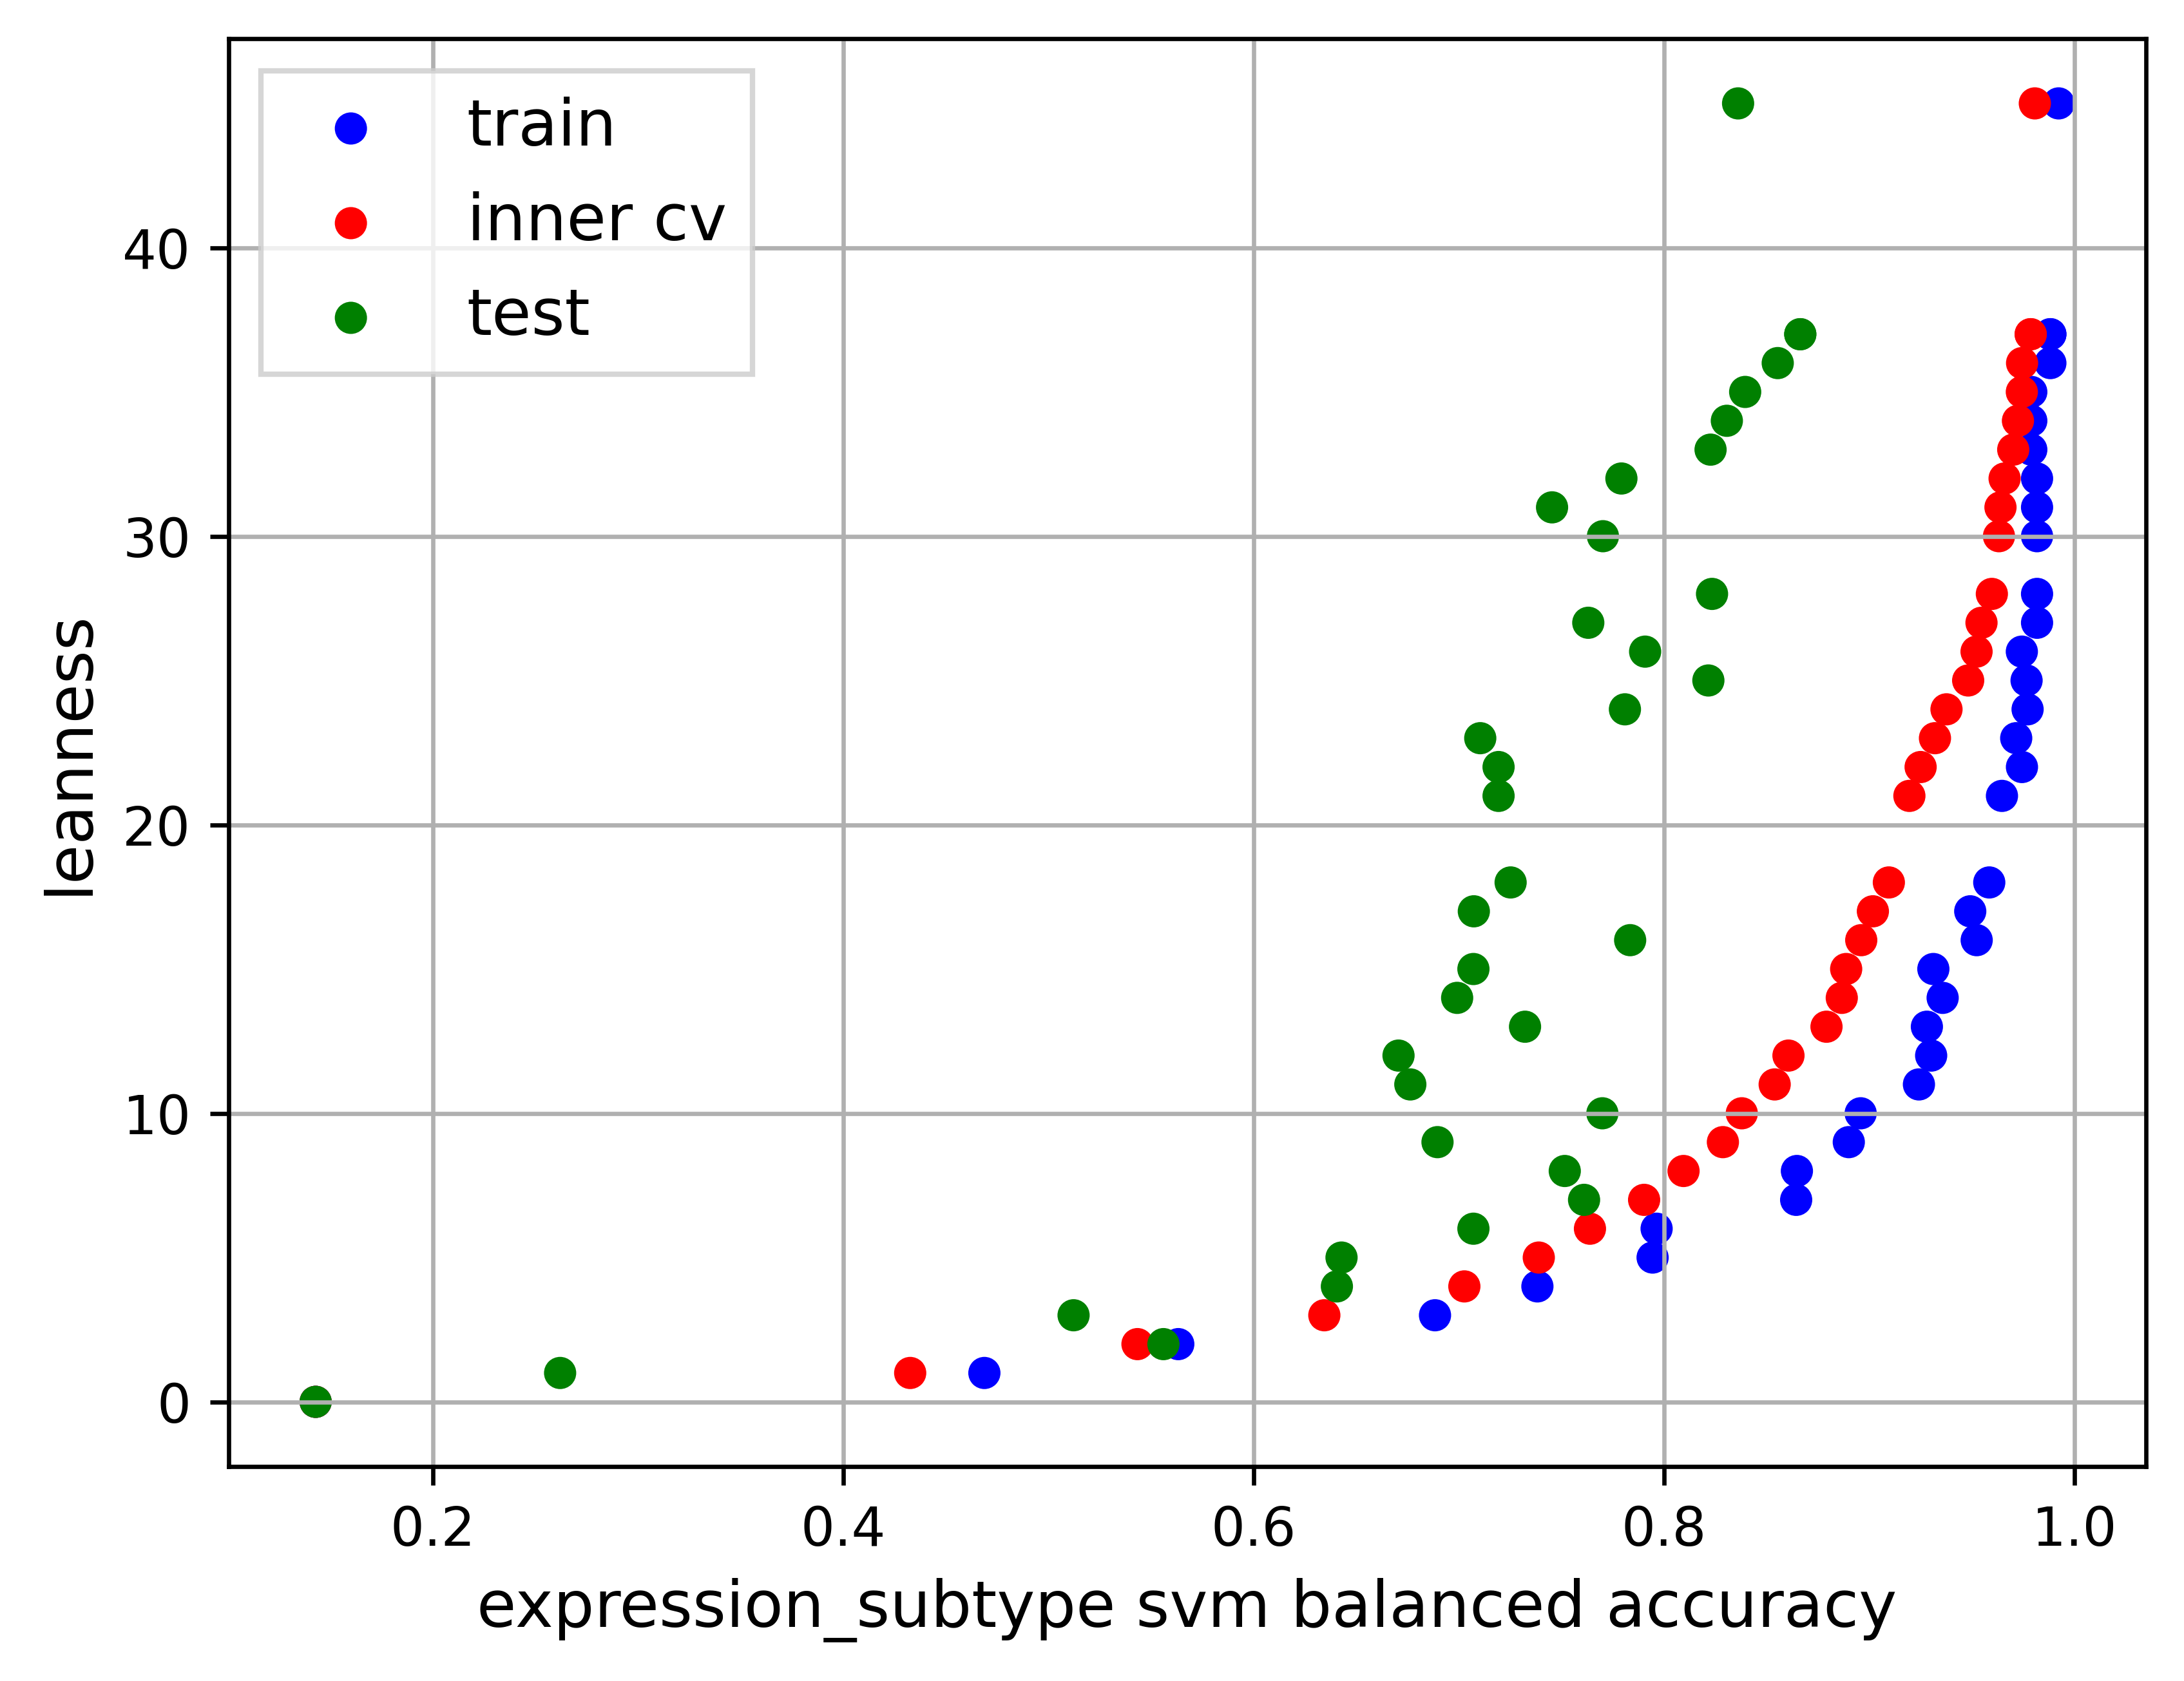 train
inner cv
test
40
30
20
10
0
leanness
0.2 0.4 0.6 0.8 1.0
expression_subtype svm balanced accuracy